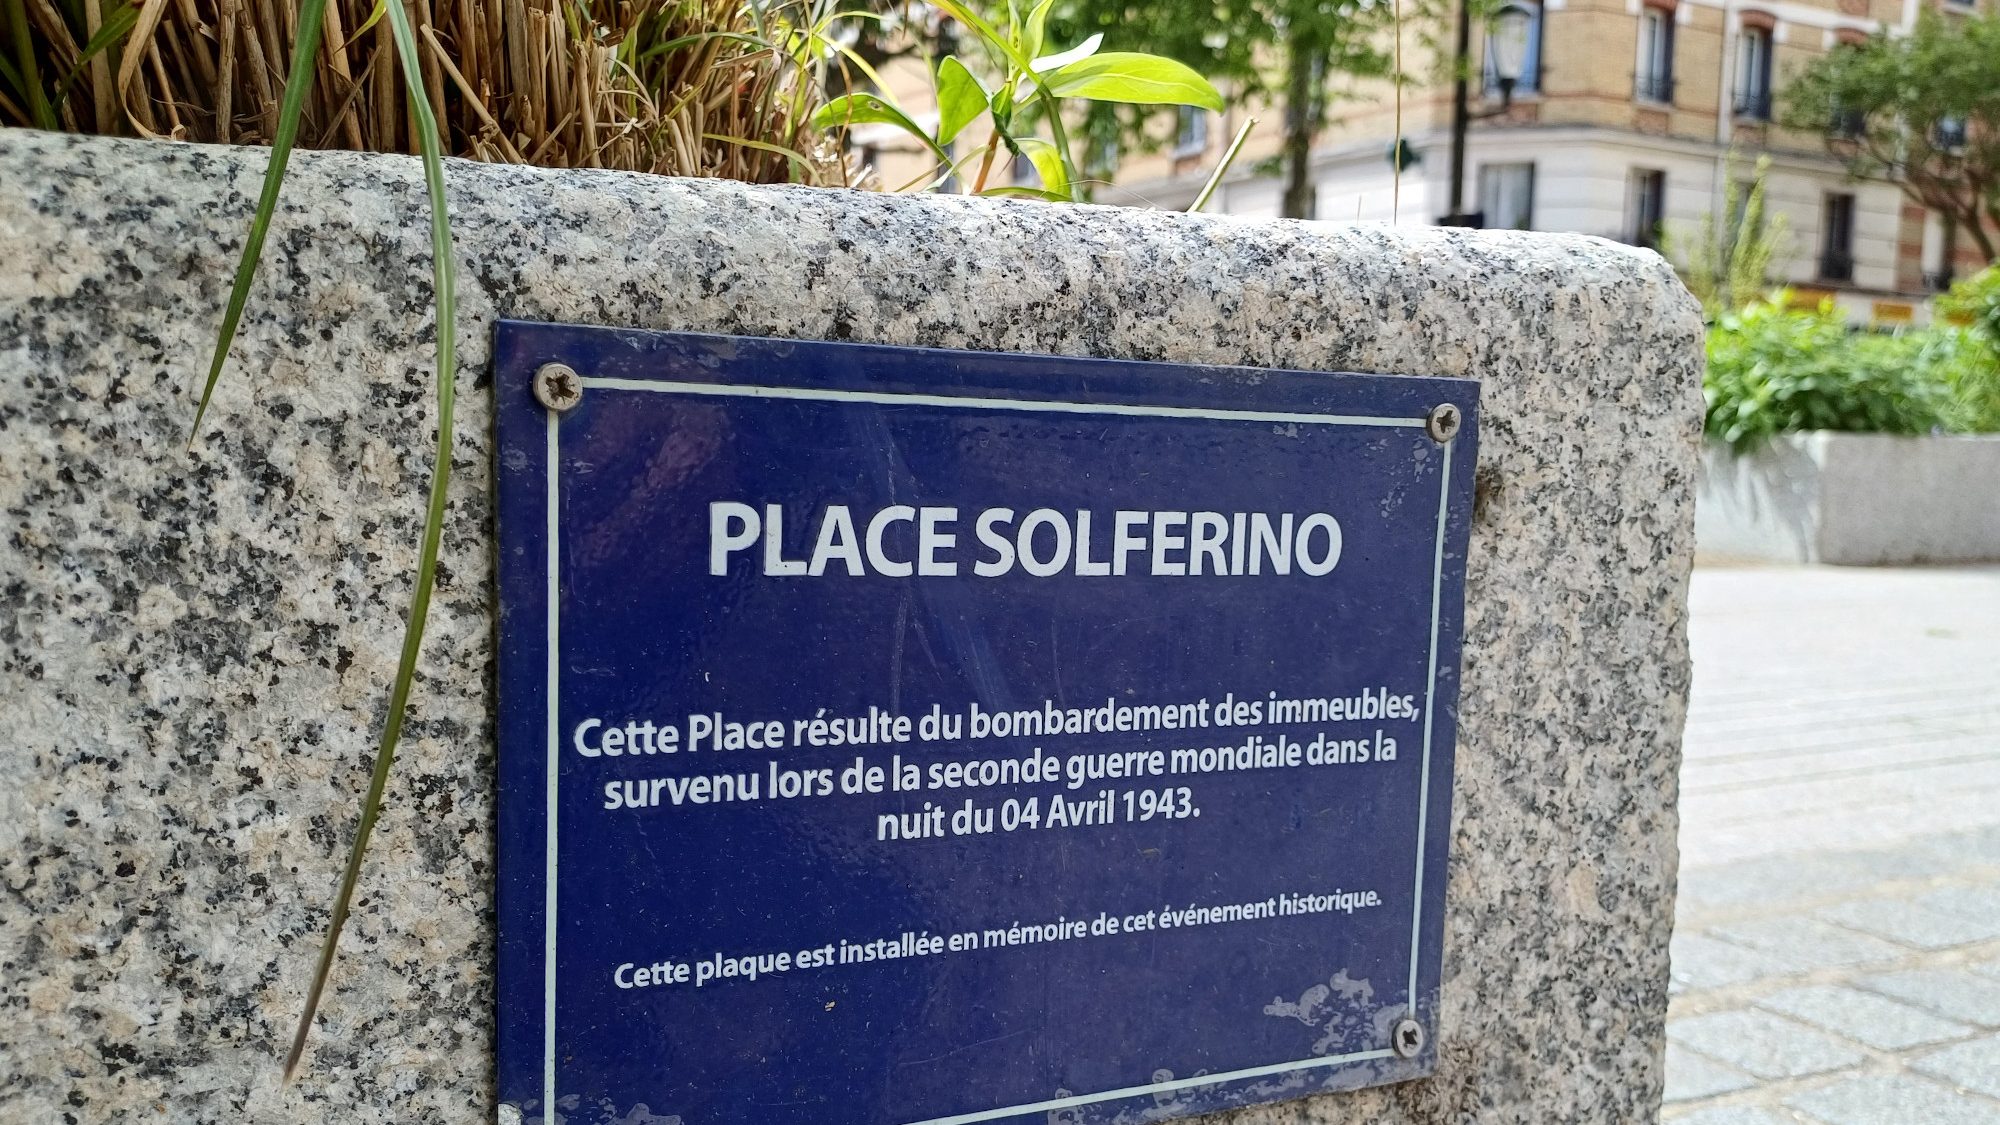 PLACE SOLFERINO
Cette Place résulte du bombardement des immeubles,
survenu lors de la seconde guerre mondiale dans la
nuit du 04 Avril 1943.
Cette plaque est installée en mémoire de cet événement historique.